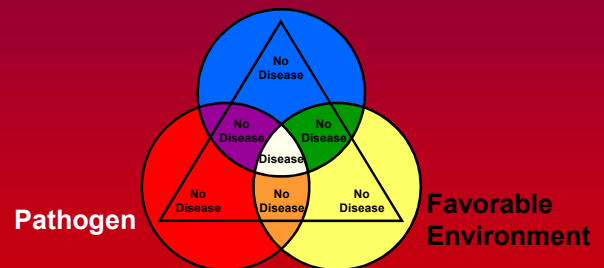 No
Disease
No
Disease
No
Disease
Disease
No
Disease
No
Disease
No
Disease
Pathogen
Favorable
Environment